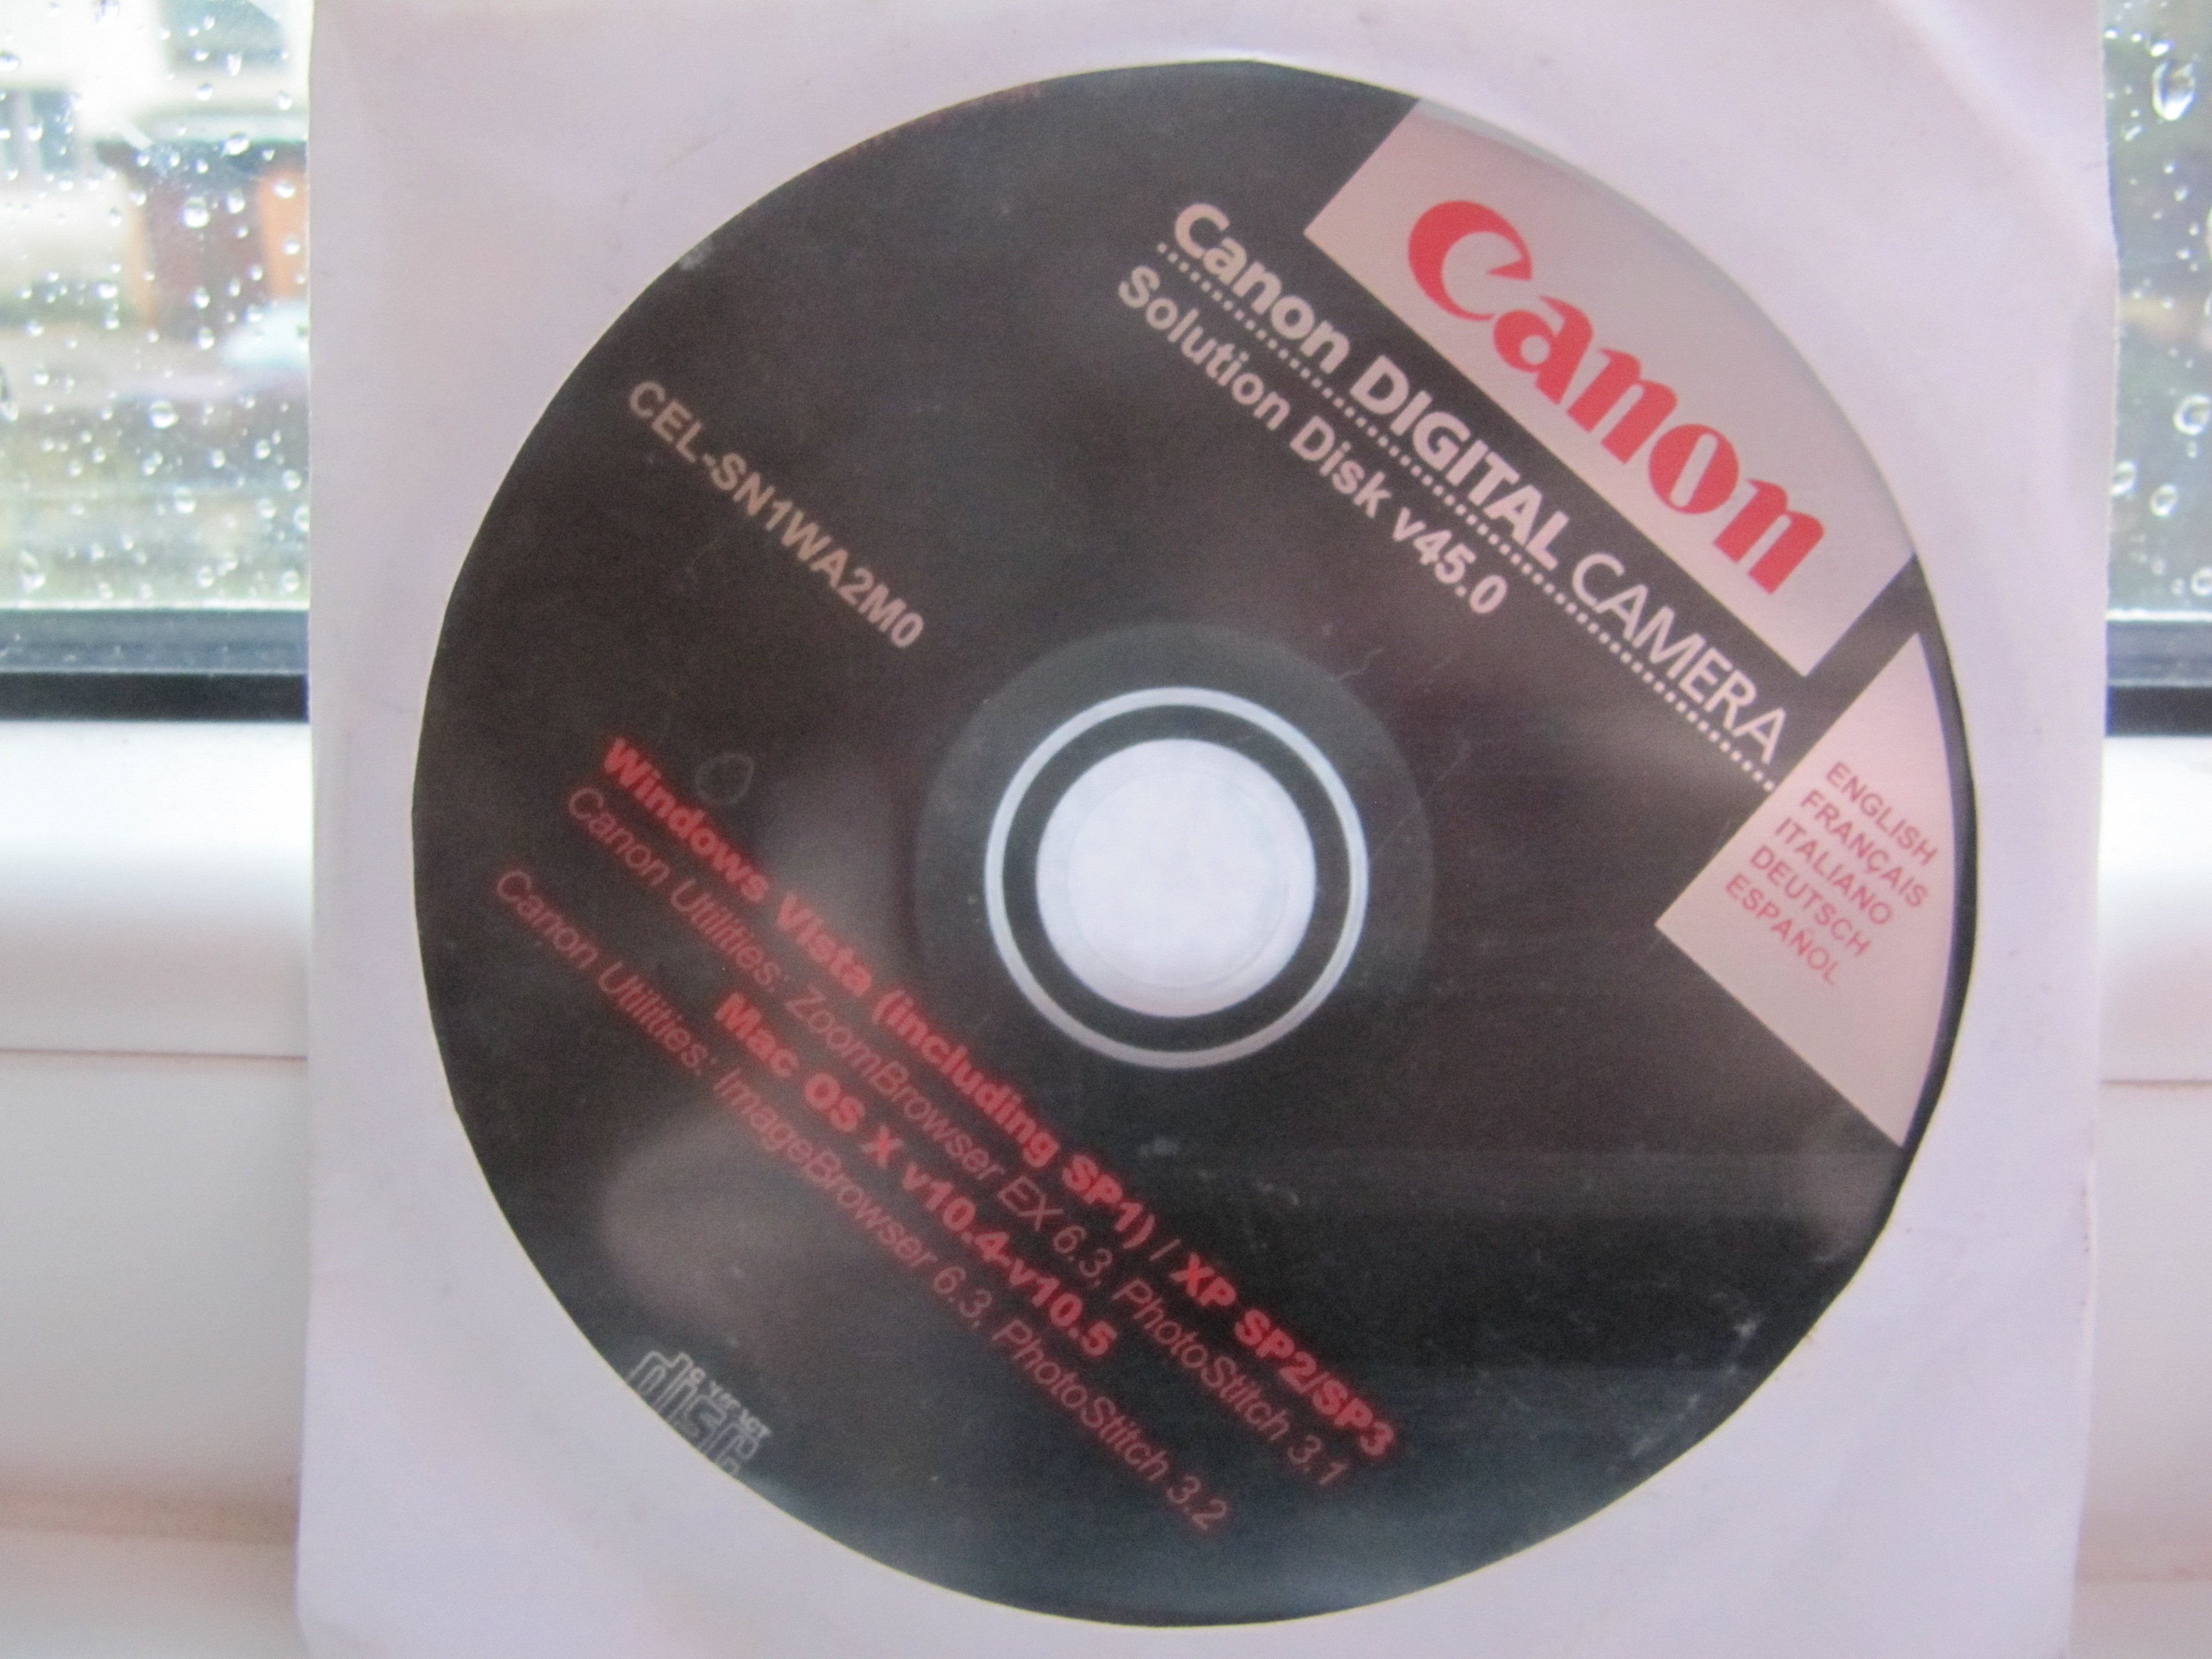 Canon
Canon DIGITAL CAMERA
Solution Disk v45.0
ENGLISH
FRANÇAIS
ITALIANO
DEUTSCH
ESPAÑOL
CEL-SN1WA2M0
Windows Vista (including SP1) / XP SP2/SP3
Canon Utilities: ZoomBrowser EX 6.3, PhotoStitch 3.1
Mac OS X v10.4-v10.5
Canon Utilities: ImageBrowser 6.3, PhotoStitch 3.2
disc